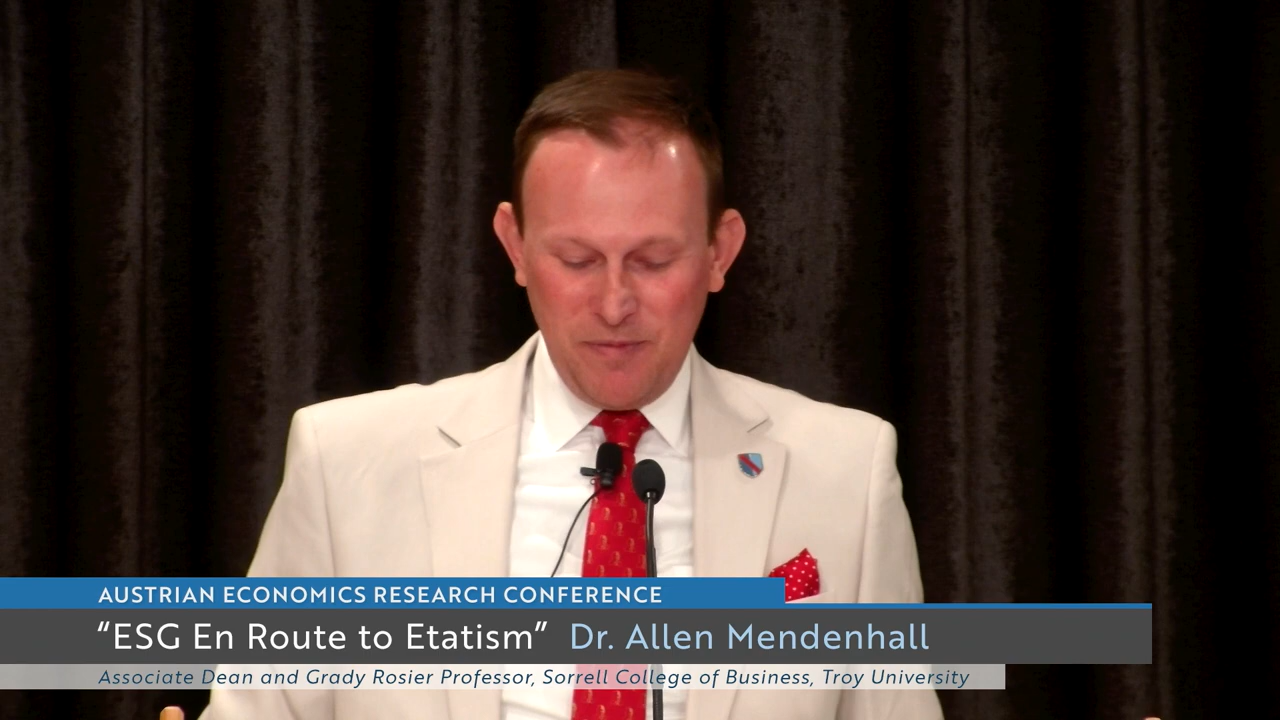 AUSTRIAN ECONOMICS RESEARCH CONFERENCE
“ESG En Route to Etatism” Dr. Allen Mendenhall
Associate Dean and Grady Rosier Professor, Sorrell College of Business, Troy University